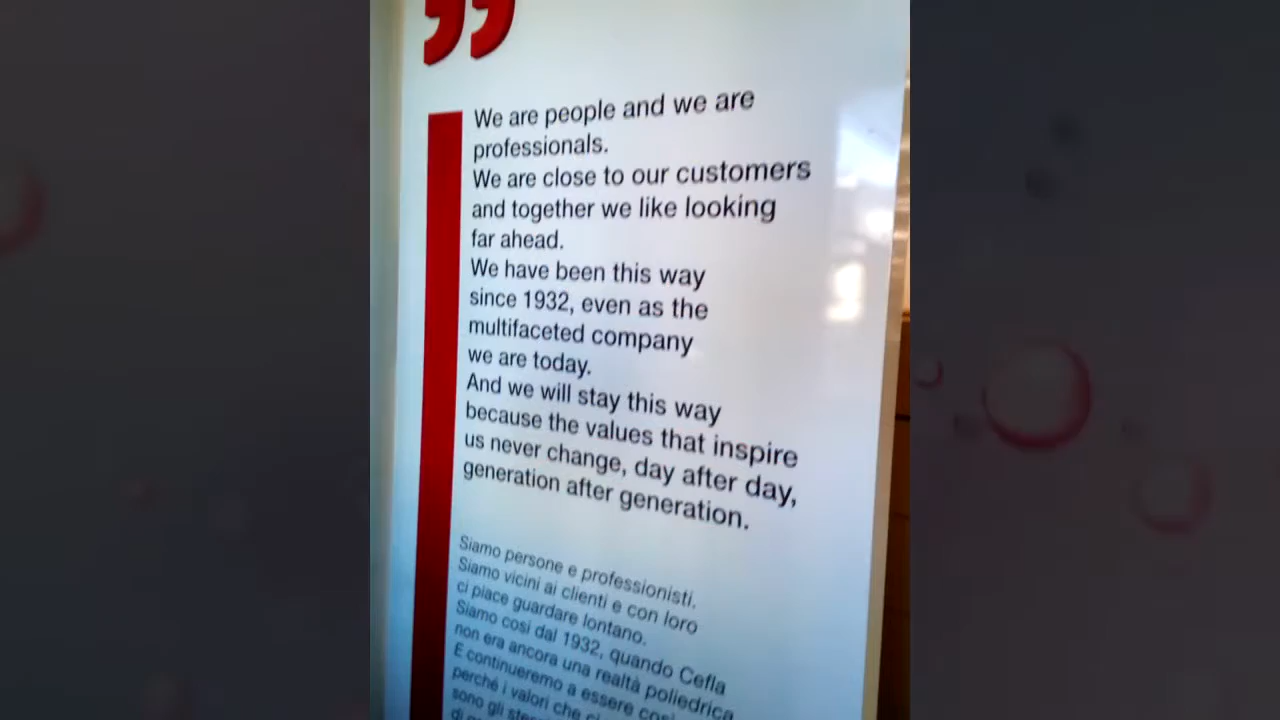 ”
We are people and we are
professionals.
We are close to our customers
and together we like looking
far ahead.
We have been this way
since 1932, even as the
multifaceted company
we are today.
And we will stay this way
because the values that inspire
us never change, day after day,
generation after generation.
Siamo persone e professionisti.
Siamo vicini ai clienti e con loro
ci piace guardare lontano.
Siamo così dal 1932, quando Cefla
non era ancora una realtà poliedrica
E continueremo a essere così
perché i valori che
sono gli
di